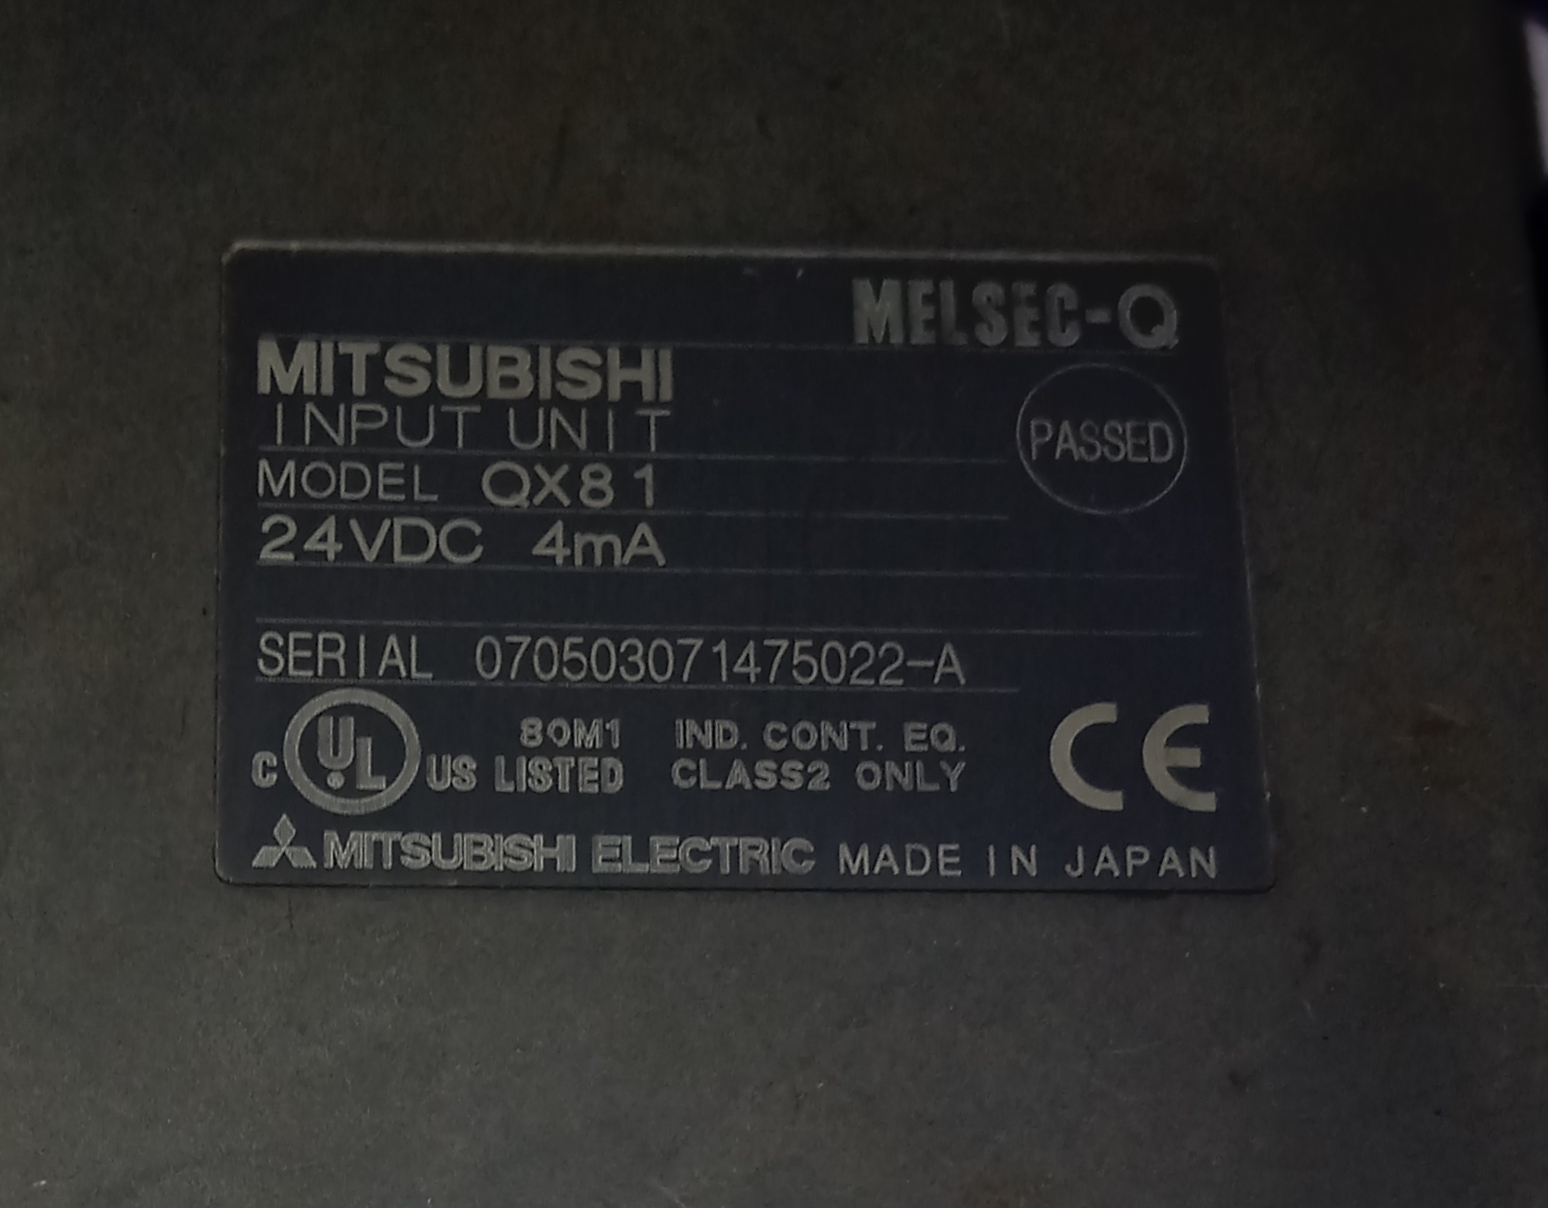 MELSEC-Q
MITSUBISHI
INPUT UNIT
PASSED
MODEL QX81
24VDC 4mA
SERIAL 070503071475022-A
C UL US LISTED 80M1 IND. CONT. EQ.
CLASS2 ONLY
CE
MITSUBISHI ELECTRIC MADE IN JAPAN